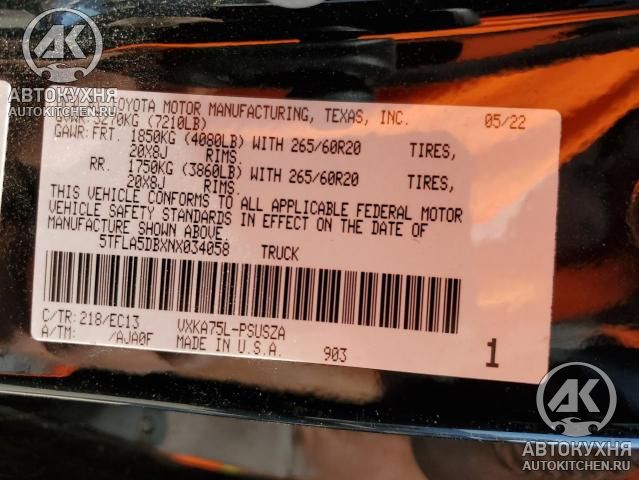 AK
АВТОКУХНЯ
AUTOKITCHEN.RU
TOYOTA MOTOR MANUFACTURING, TEXAS, INC. 05/22
(7210LB)
GAWR: FRT. 1850KG (4080LB) WITH 265/60R20 TIRES,
20X8J RIMS.
RR. 1750KG (3860LB) WITH 265/60R20 TIRES,
20X8J RIMS.
THIS VEHICLE CONFORMS TO ALL APPLICABLE FEDERAL MOTOR
VEHICLE SAFETY STANDARDS IN EFFECT ON THE DATE OF
MANUFACTURE SHOWN ABOVE.
5TFLA5DBXNX034058 TRUCK
C/TR: 218/EC13 VXKA75L-PSUSZA
A/TM: /AJA0F MADE IN U.S.A. 903 1
AK
АВТОКУХНЯ
AUTOKITCHEN.RU